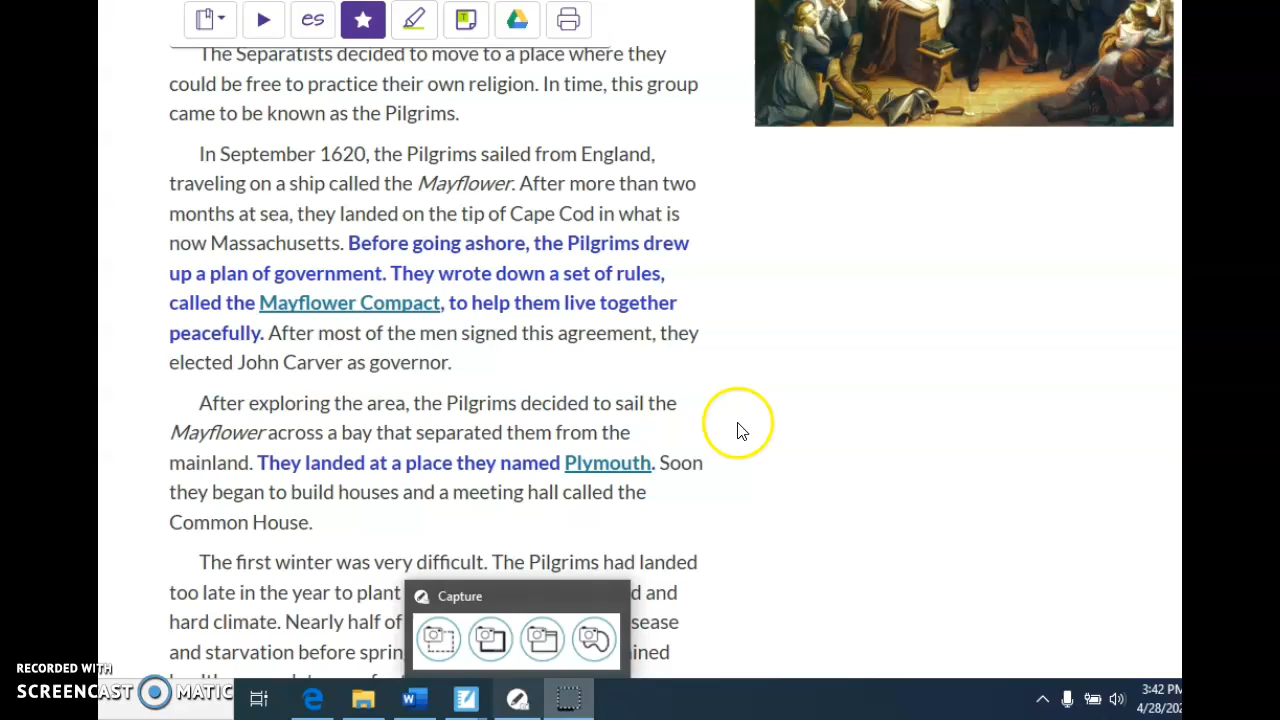 es
The Separatists decided to move to a place where they
could be free to practice their own religion. In time, this group
came to be known as the Pilgrims.
In September 1620, the Pilgrims sailed from England,
traveling on a ship called the Mayflower. After more than two
months at sea, they landed on the tip of Cape Cod in what is
now Massachusetts. Before going ashore, the Pilgrims drew
up a plan of government. They wrote down a set of rules,
called the Mayflower Compact, to help them live together
peacefully. After most of the men signed this agreement, they
elected John Carver as governor.
After exploring the area, the Pilgrims decided to sail the
Mayflower across a bay that separated them from the
mainland. They landed at a place they named Plymouth. Soon
they began to build houses and a meeting hall called the
Common House.
The first winter was very difficult. The Pilgrims had landed
too late in the year to plant d and
hard climate. Nearly half of sease
and starvation before sprin ined
Capture
RECORDED WITH
SCREENCAST MATIC
3:42 PM
4/28/202